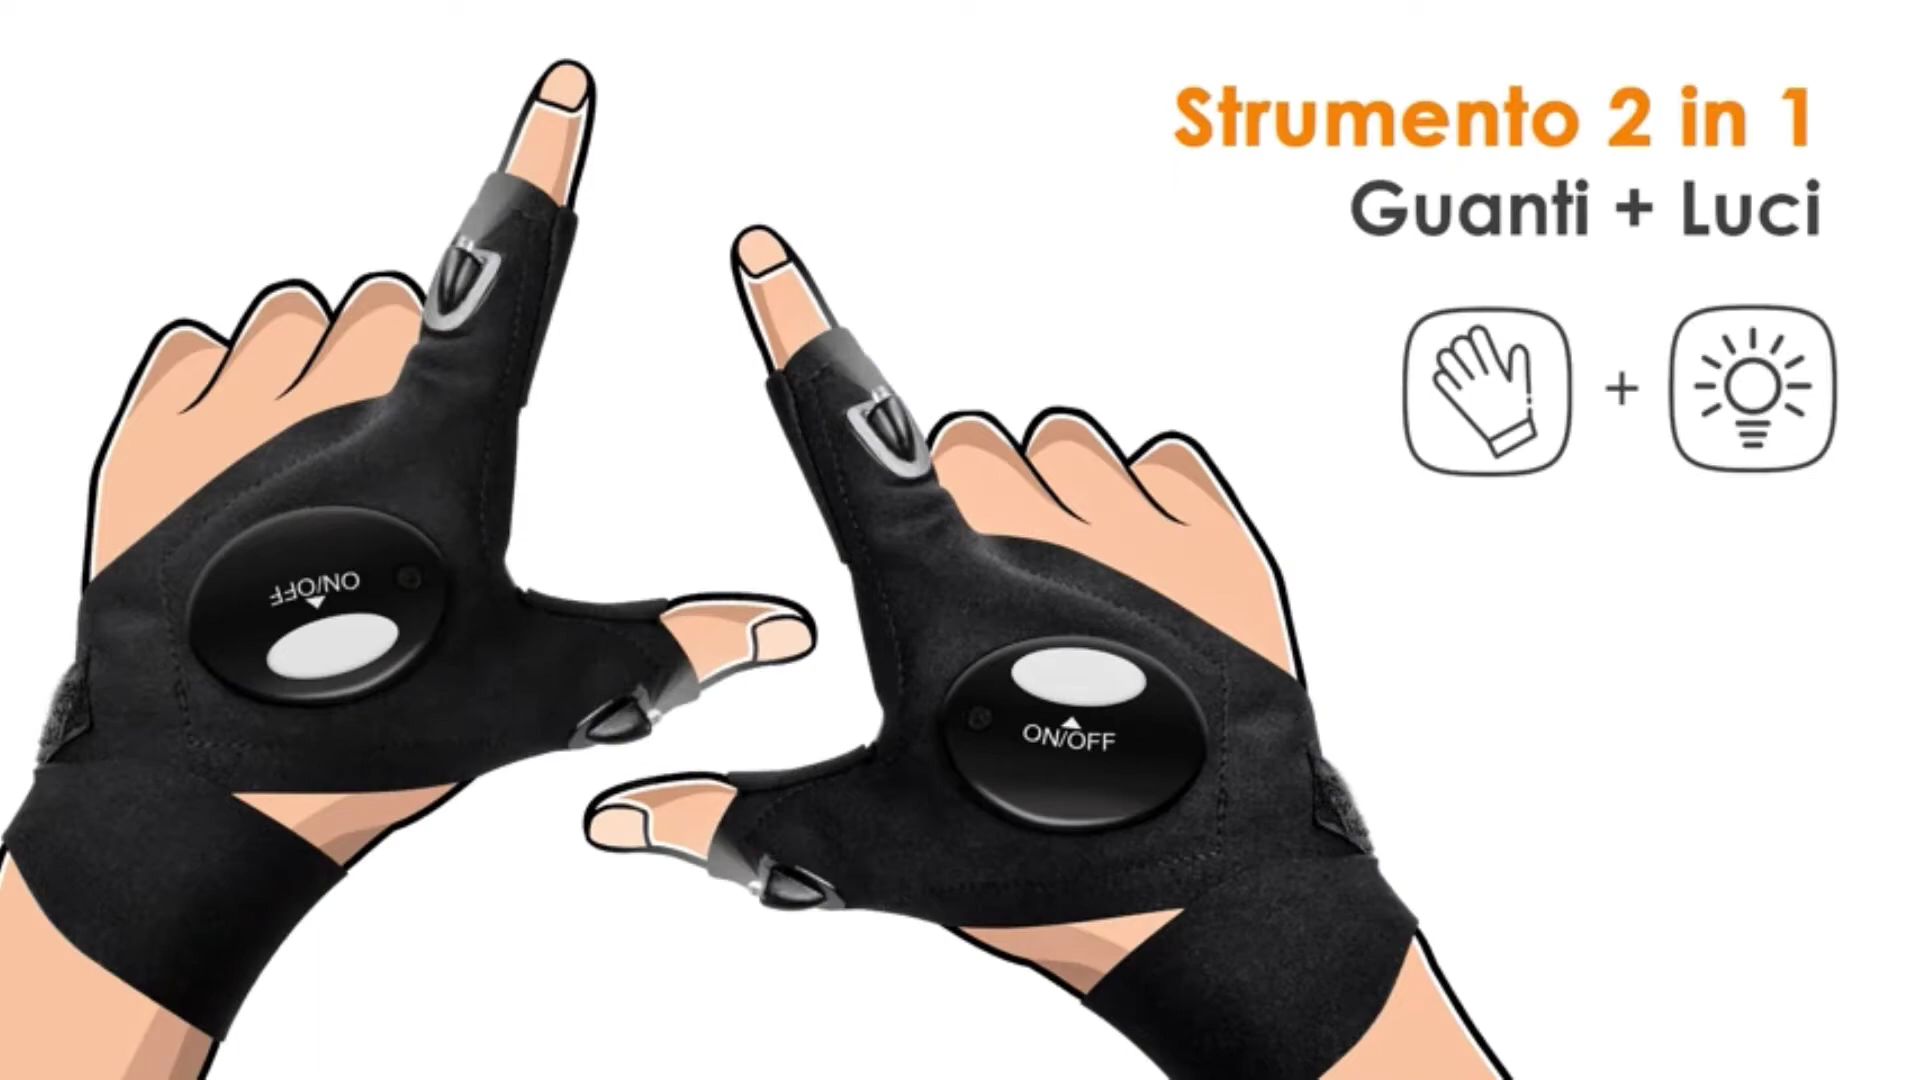 Strumento 2 in 1
Guanti + Luci
+
ON/OFF
ON/OFF